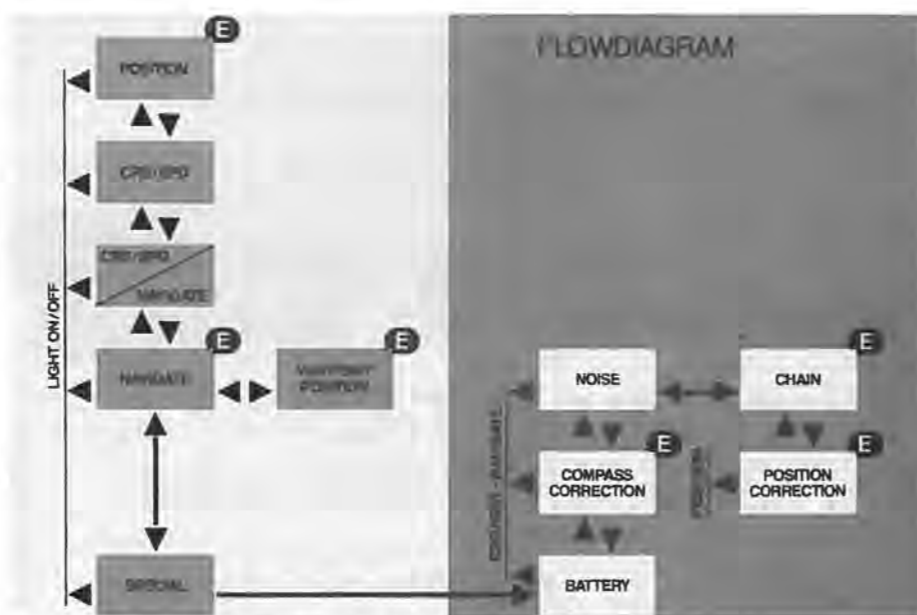 E
FLOWDIAGRAM
POSITION
CRS/SPD
CRS/SPD
NAVIGATE
LIGHT ON/OFF
E
NAVIGATE
E
WAYPOINT
POSITION
NOISE
E
CHAIN
E
COMPASS
CORRECTION
E
POSITION
CORRECTION
SPECIAL
BATTERY